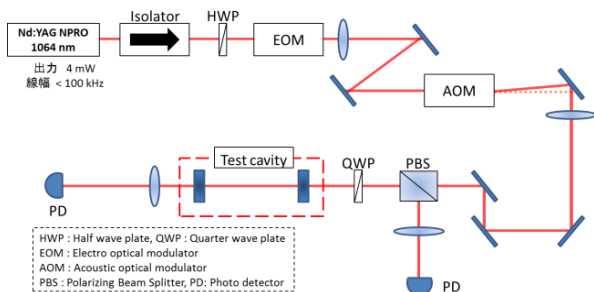 Nd:YAG NPRO
1064 nm
出力 4 mW
線幅 < 100 kHz
Isolator
HWP
EOM
AOM
Test cavity
QWP
PBS
PD
PD
HWP : Half wave plate, QWP : Quarter wave plate
EOM : Electro optical modulator
AOM : Acoustic optical modulator
PBS : Polarizing Beam Splitter, PD: Photo detector